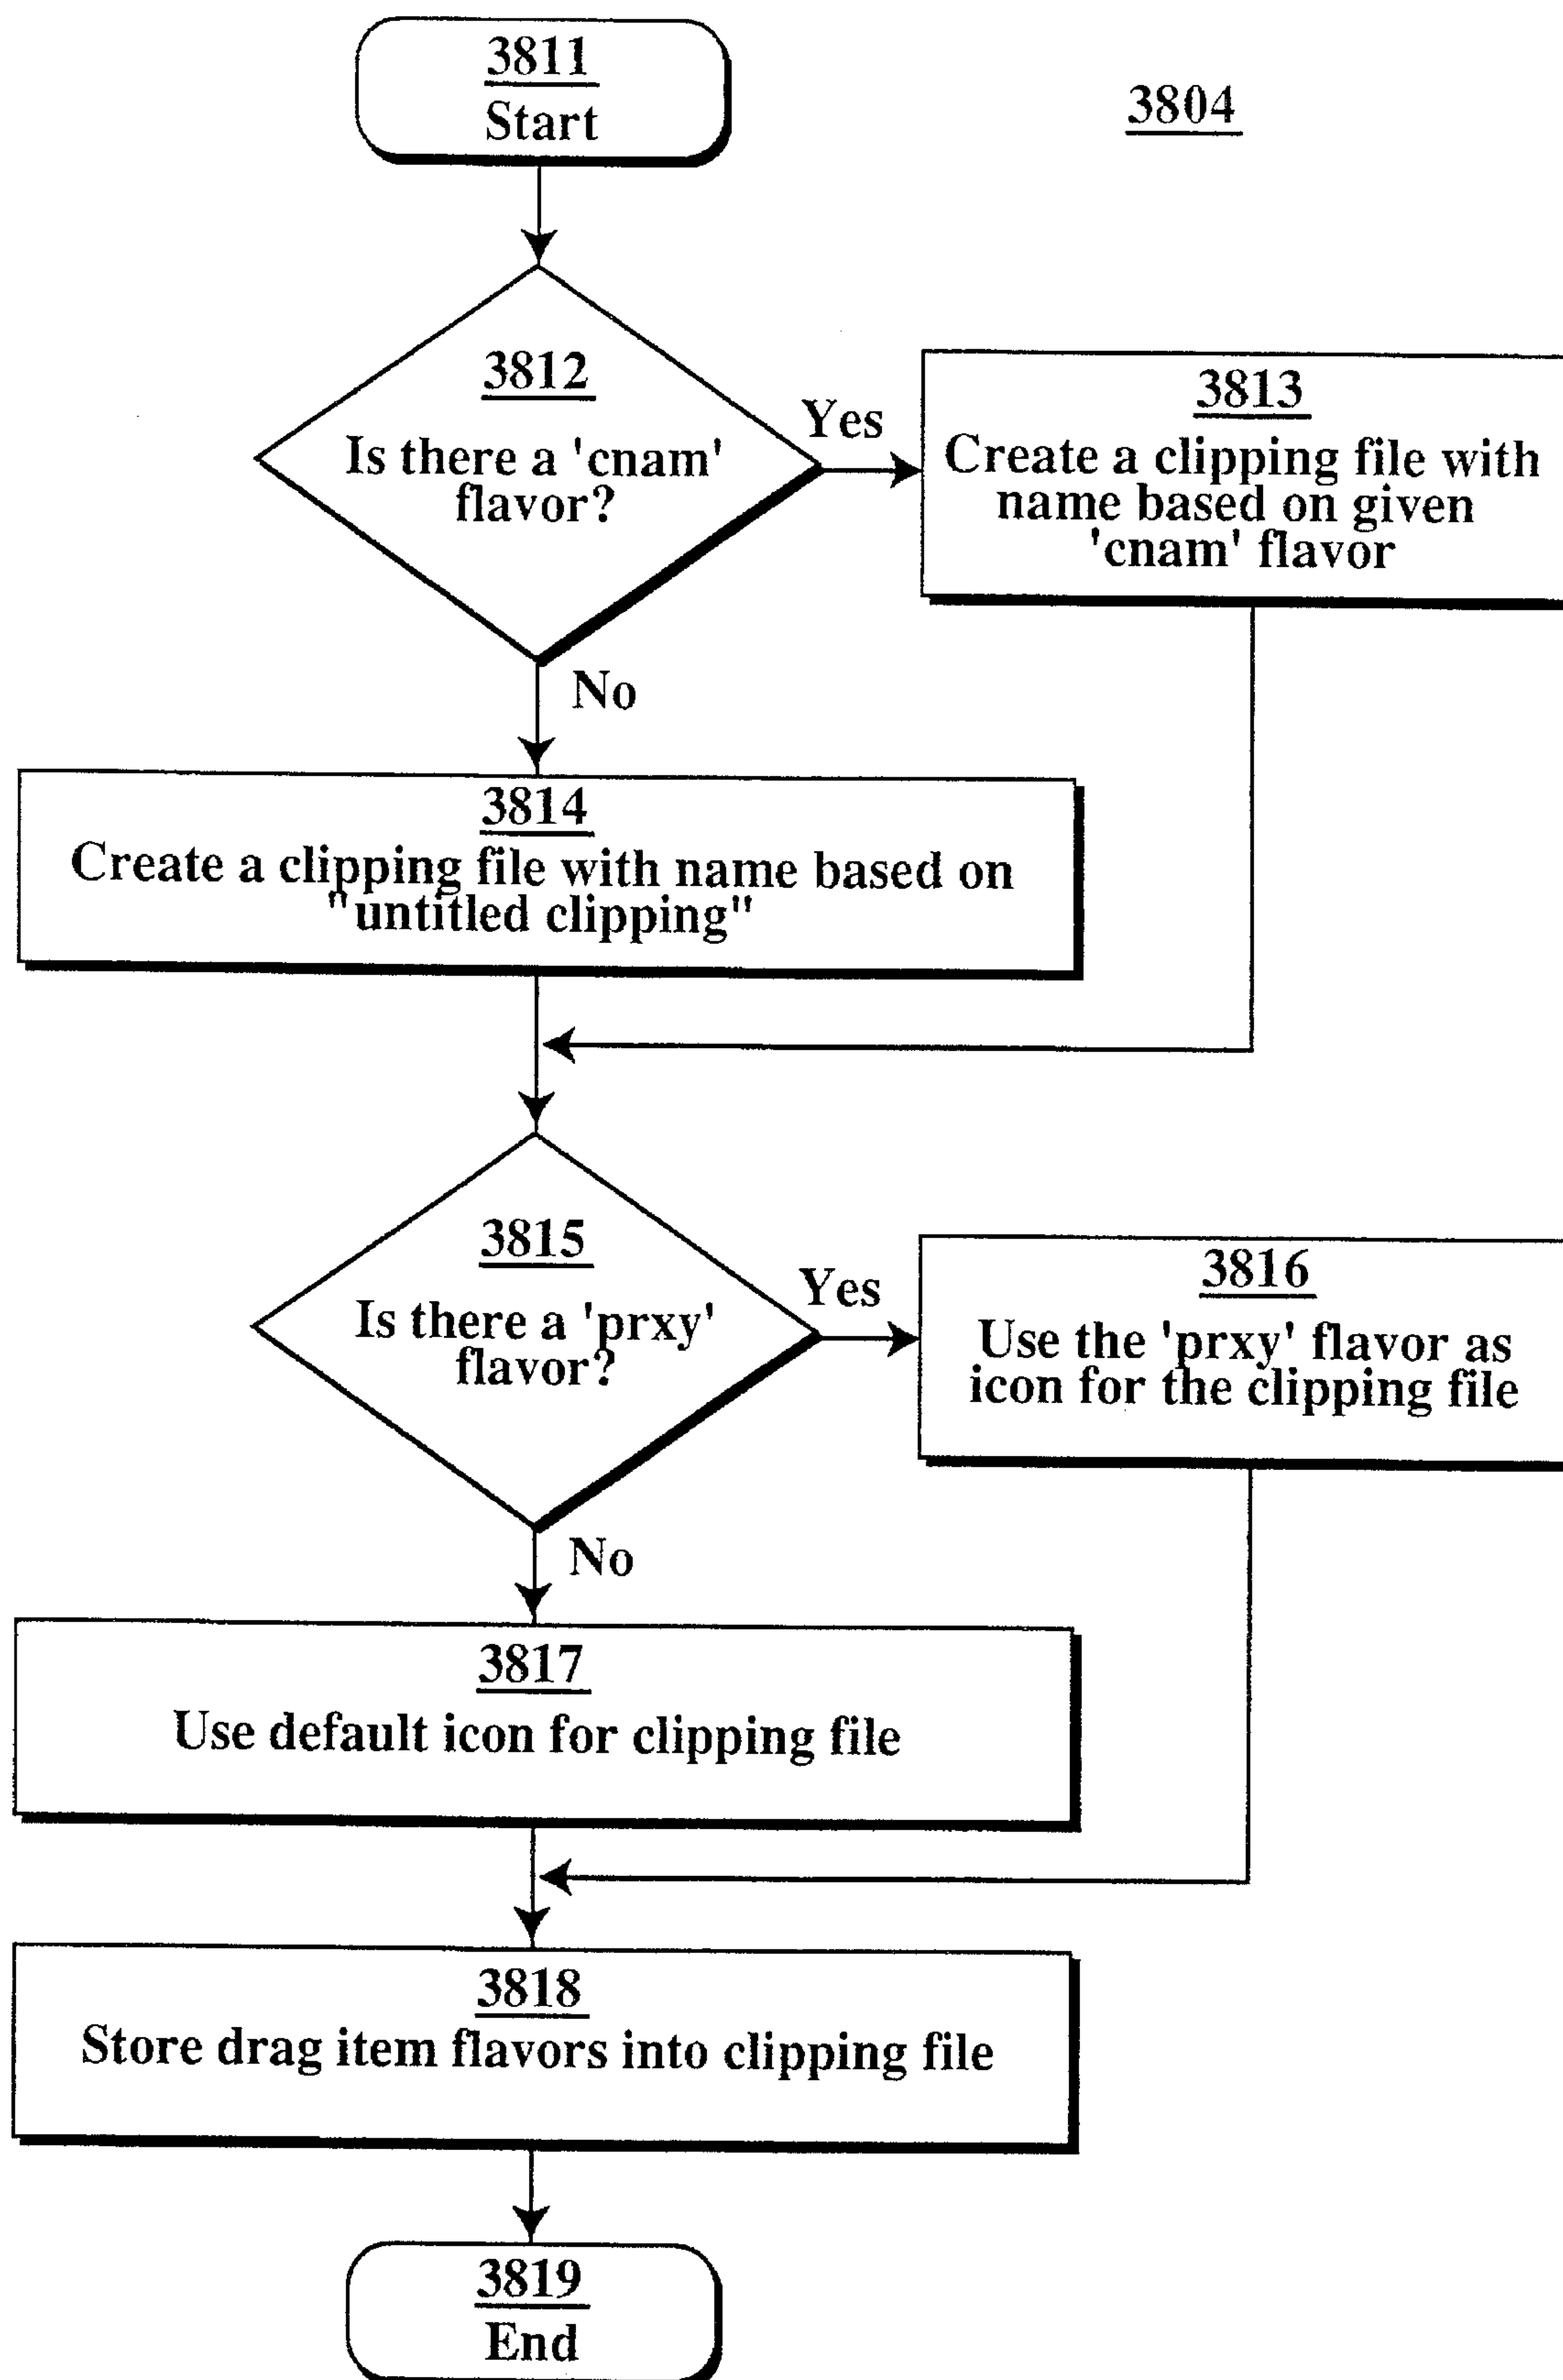 3811
Start
3804
3812
Is there a 'cnam'
flavor?
Yes
3813
Create a clipping file with
name based on given
'cnam' flavor
No
3814
Create a clipping file with name based on
"untitled clipping"
3815
Is there a 'prxy'
flavor?
Yes
3816
Use the 'prxy' flavor as
icon for the clipping file
No
3817
Use default icon for clipping file
3818
Store drag item flavors into clipping file
3819
End